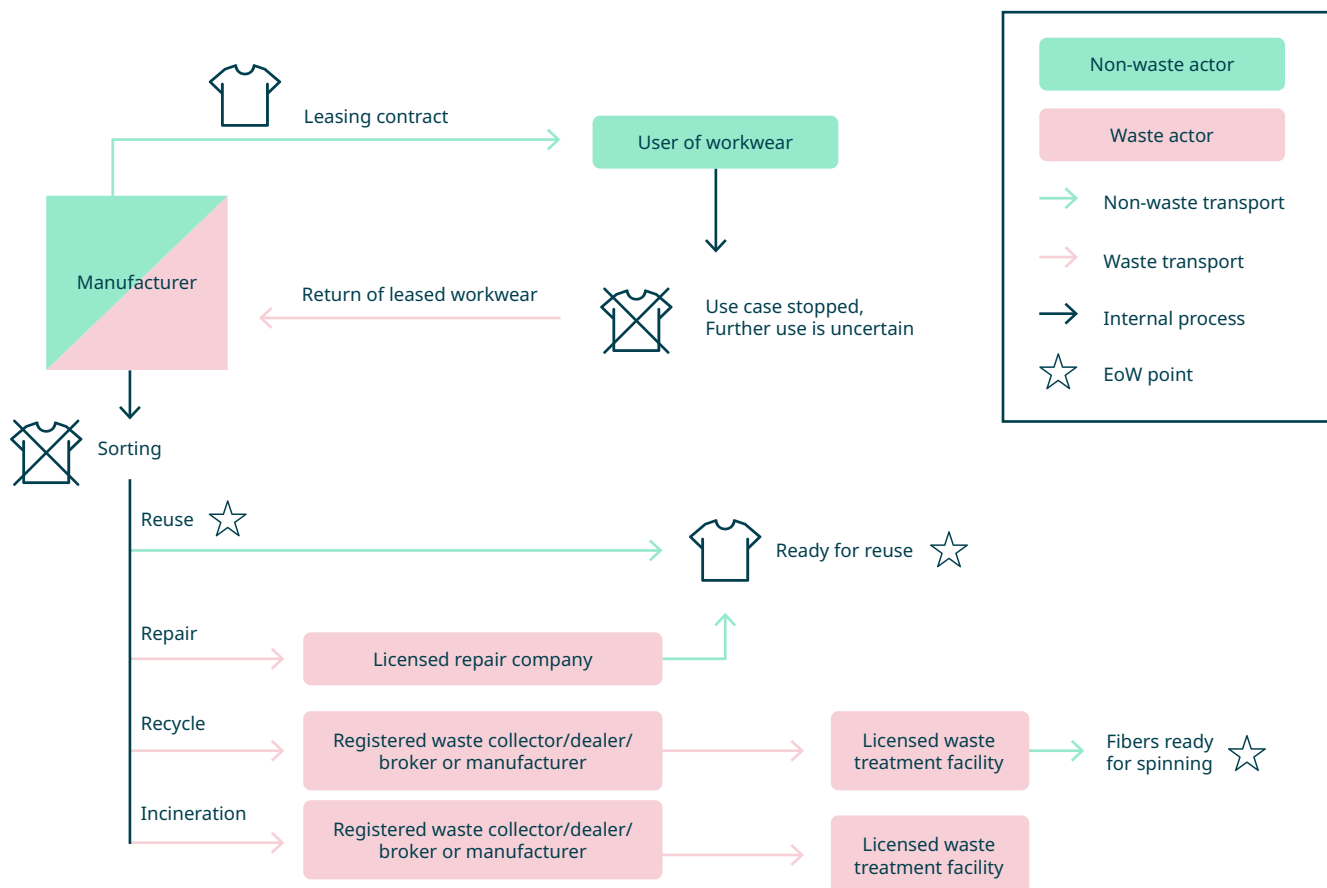 Leasing contract
User of workwear
Manufacturer
Return of leased workwear
Use case stopped,
Further use is uncertain
Sorting
Reuse
Ready for reuse
Repair
Licensed repair company
Recycle
Registered waste collector/dealer/
broker or manufacturer
Licensed waste
treatment facility
Fibers ready
for spinning
Incineration
Registered waste collector/dealer/
broker or manufacturer
Licensed waste
treatment facility
Non-waste actor
Waste actor
Non-waste transport
Waste transport
Internal process
EoW point